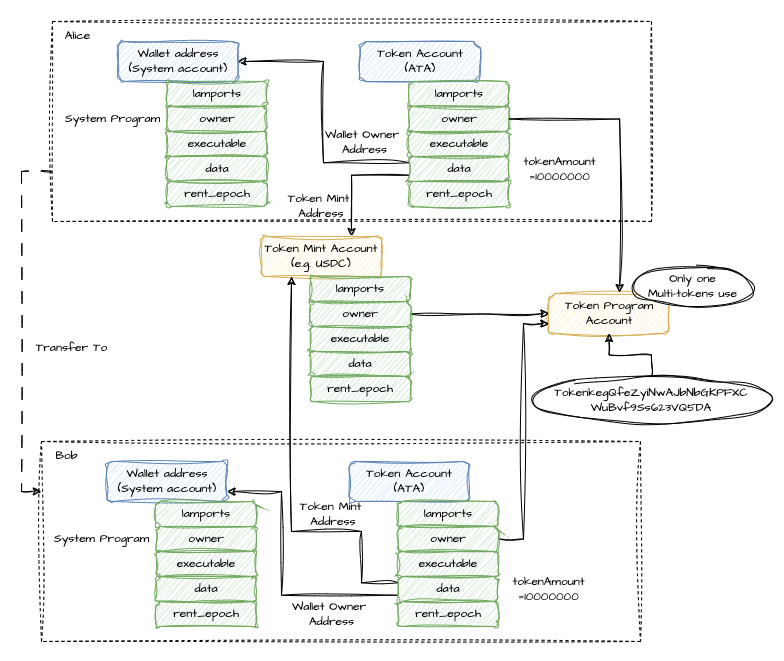 Alice
Wallet address
(System account)
Token Account
(ATA)
lamports
System Program
owner
executable
data
rent_epoch
lamports
owner
executable
data
rent_epoch
Wallet Owner
Address
tokenAmount
=10000000
Token Mint
Address
Token Mint Account
(e.g. USDC)
lamports
owner
executable
data
rent_epoch
Only one
Multi-tokens use
Token Program
Account
TokenkegQfeZyiNwAJbNbGKPFXC
WuBvf9Ss623VQ5DA
Transfer To
Bob
Wallet address
(System account)
Token Account
(ATA)
lamports
System Program
owner
executable
data
rent_epoch
Token Mint
Address
lamports
owner
executable
data
rent_epoch
Wallet Owner
Address
tokenAmount
=10000000